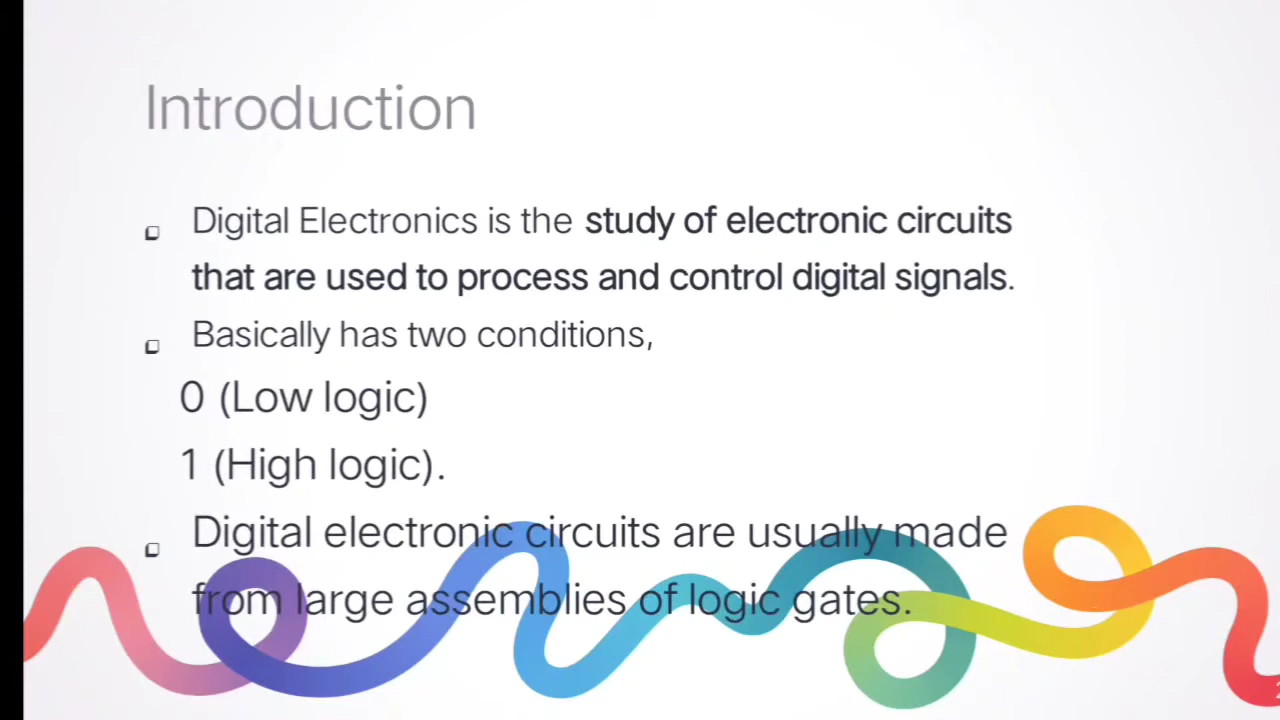 Introduction
Digital Electronics is the study of electronic circuits
that are used to process and control digital signals.
Basically has two conditions,
0 (Low logic)
1 (High logic).
Digital electronic circuits are usually made
from large assemblies of logic gates.